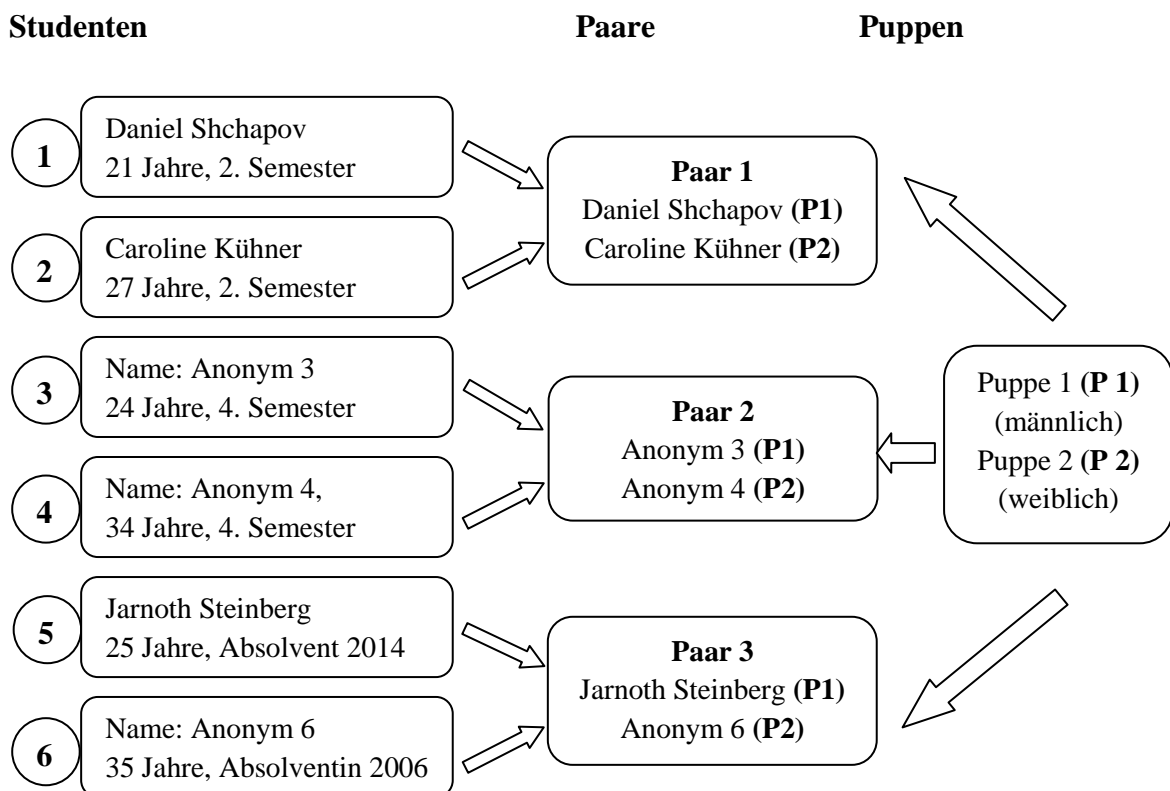 Studenten
Paare
Puppen
1
Daniel Shchapov
21 Jahre, 2. Semester
2
Caroline Kühner
27 Jahre, 2. Semester
3
Name: Anonym 3
24 Jahre, 4. Semester
4
Name: Anonym 4,
34 Jahre, 4. Semester
5
Jarnoth Steinberg
25 Jahre, Absolvent 2014
6
Name: Anonym 6
35 Jahre, Absolventin 2006
Paar 1
Daniel Shchapov (P1)
Caroline Kühner (P2)
Paar 2
Anonym 3 (P1)
Anonym 4 (P2)
Paar 3
Jarnoth Steinberg (P1)
Anonym 6 (P2)
Puppe 1 (P 1)
(männlich)
Puppe 2 (P 2)
(weiblich)